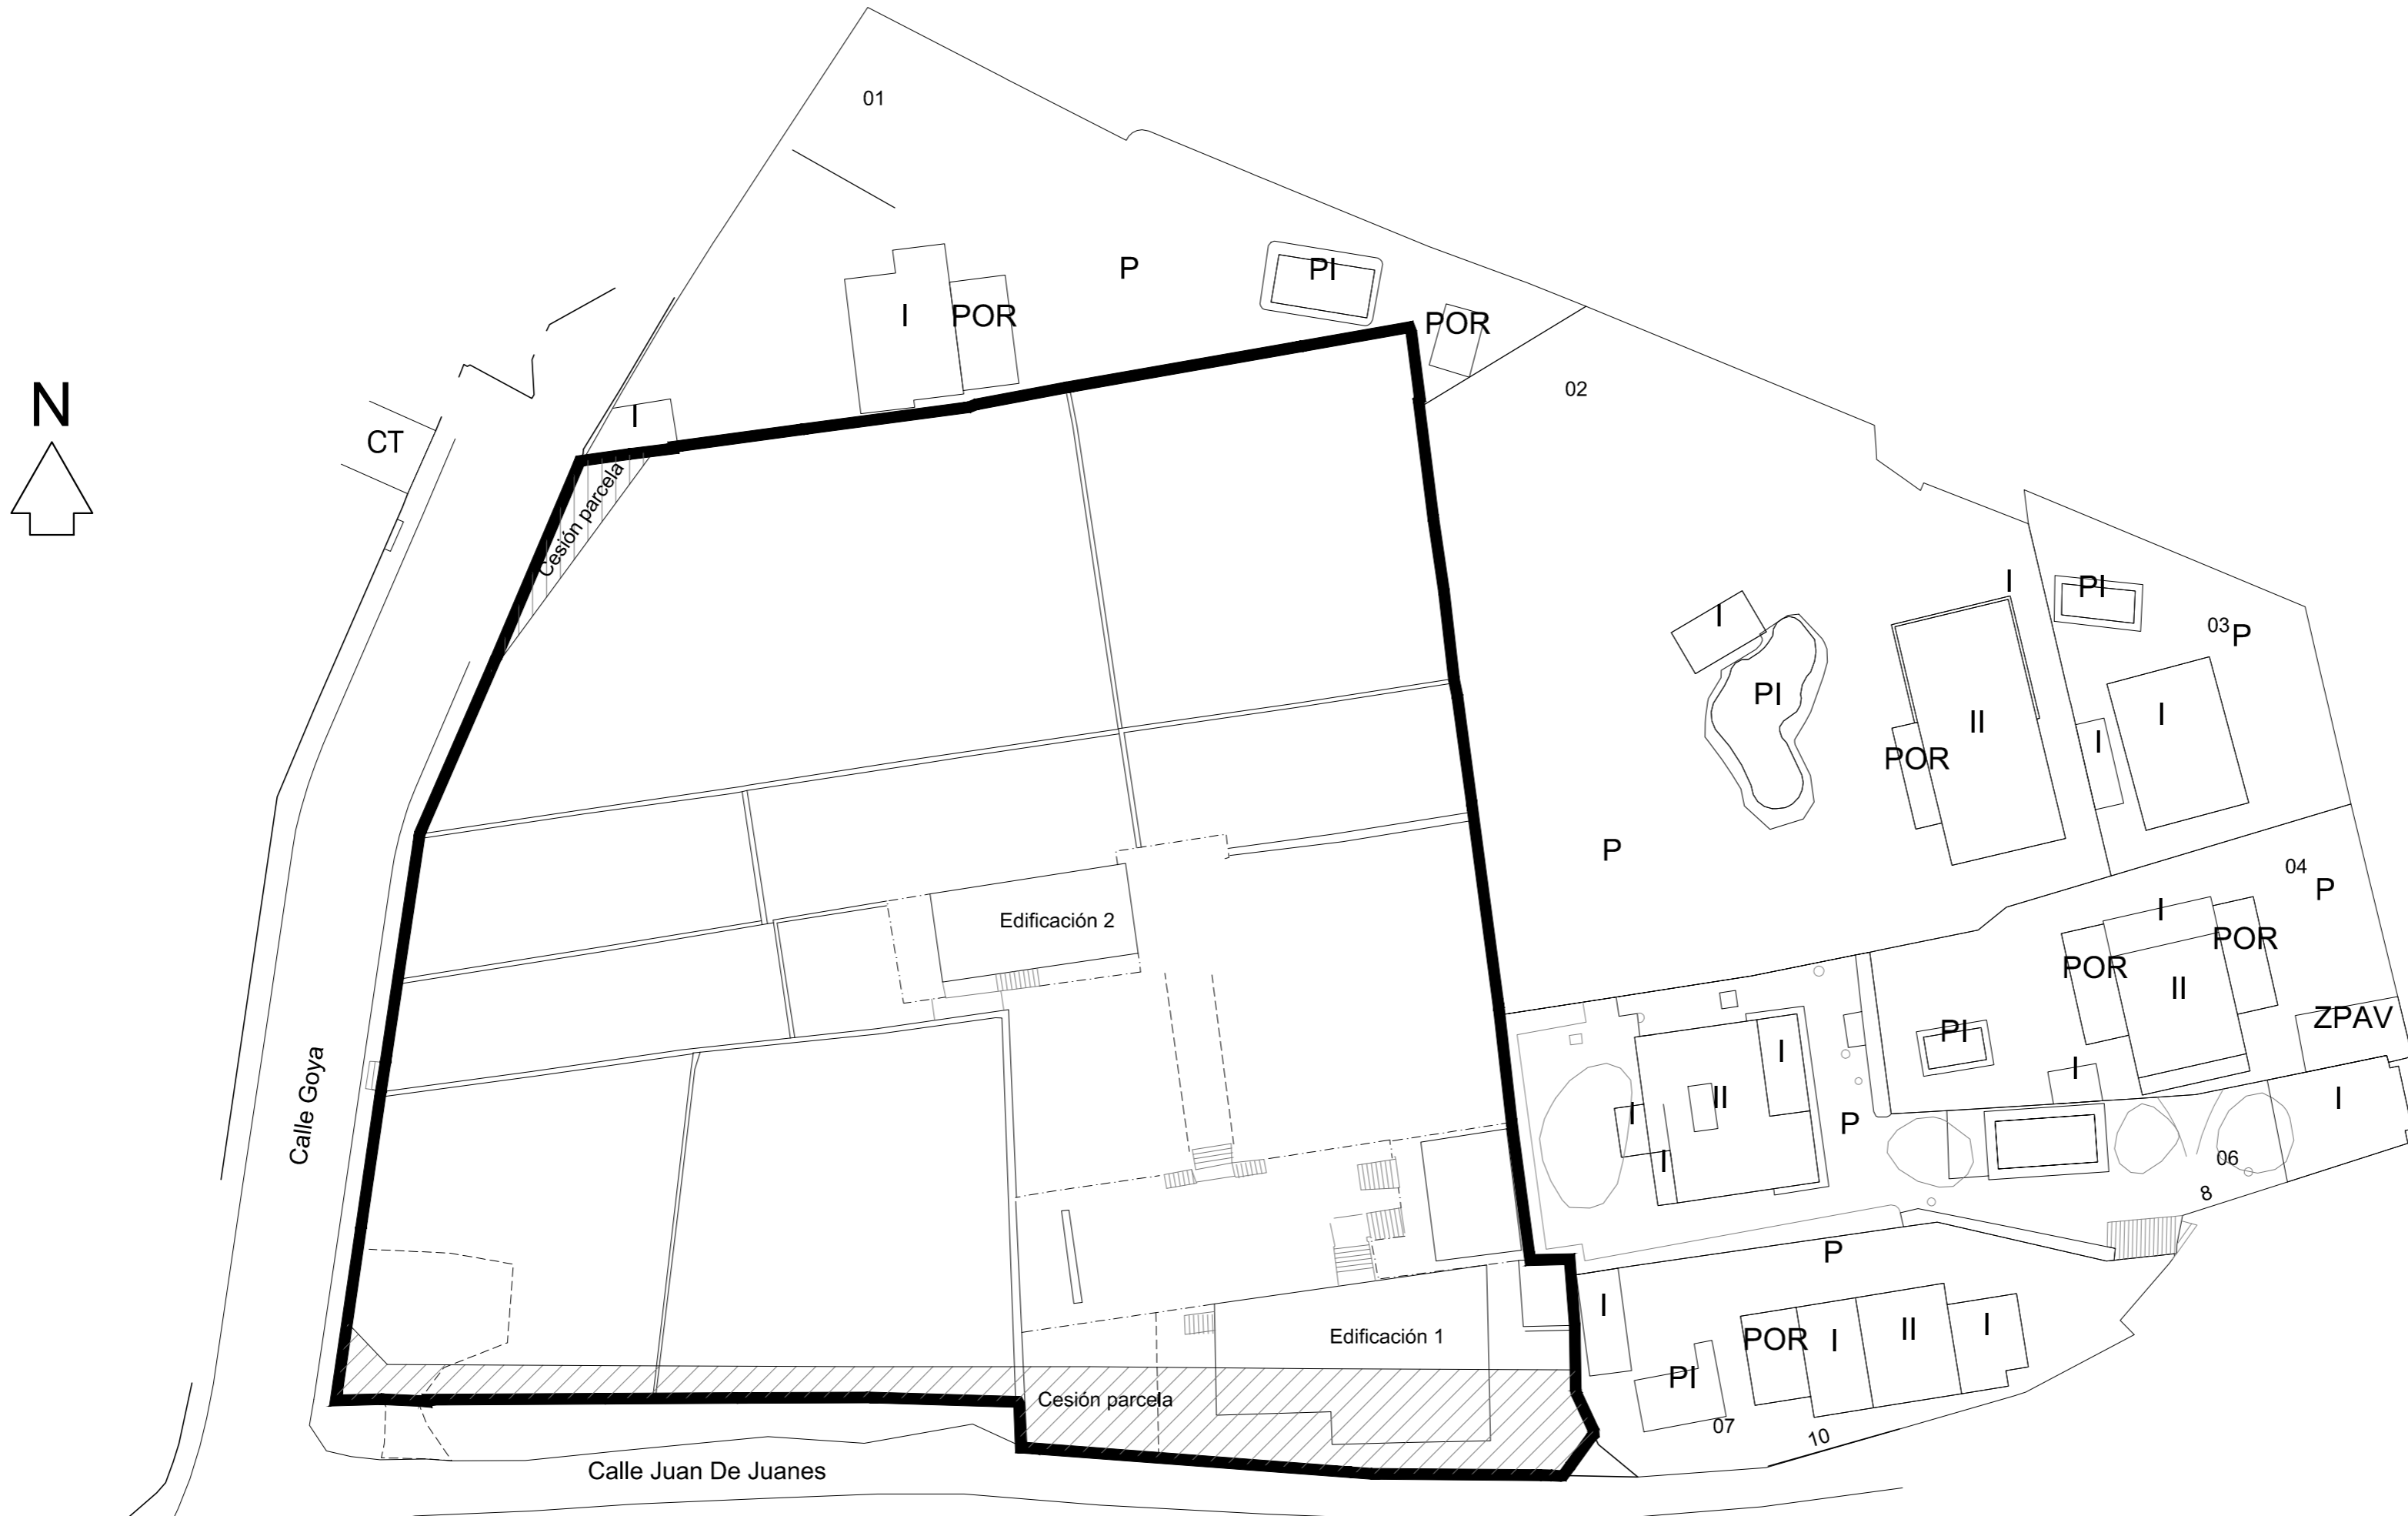 01
P
PI
I
POR
POR
02
N
CT
I
Cesión parcela
I
PI
I
03
P
PI
I
II
I
POR
P
04
P
I
Edificación 2
POR
POR
II
ZPAV
PI
I
I
II
I
I
I
P
Calle Goya
I
06
8
P
I
Edificación 1
POR
I
II
I
PI
Cesión parcela
07
10
Calle Juan De Juanes